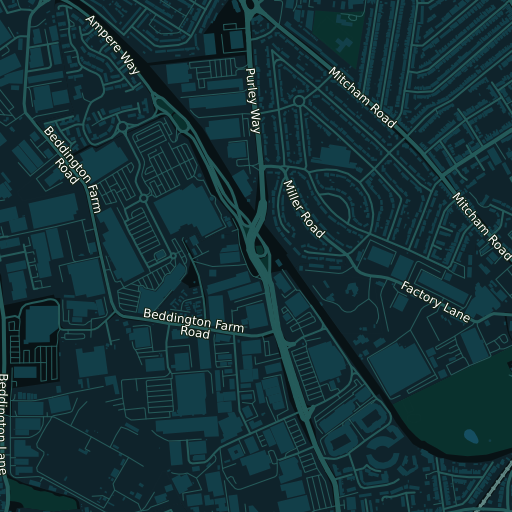 Ampere Way
Mitcham Road
Purley Way
Beddington Farm
Road
Miller Road
Mitcham Road
Factory Lane
Beddington Farm
Road
Beddington Lane